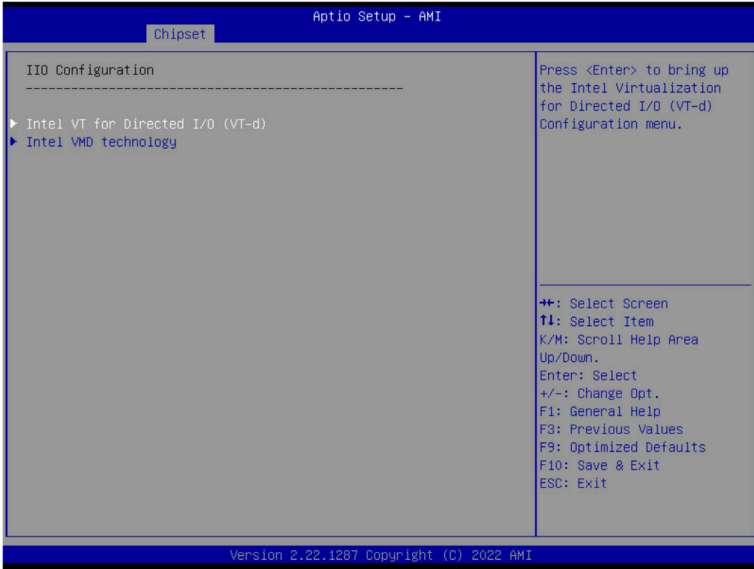 Aptio Setup – AMI
Chipset
IIO Configuration
--------------------------------------------------
Intel VT for Directed I/O (VT-d)
Intel VMD technology
Press <Enter> to bring up
the Intel Virtualization
for Directed I/O (VT-d)
Configuration menu.
→←: Select Screen
↑↓: Select Item
K/M: Scroll Help Area
Up/Down.
Enter: Select
+/-: Change Opt.
F1: General Help
F3: Previous Values
F9: Optimized Defaults
F10: Save & Exit
ESC: Exit
Version 2.22.1287 Copyright (C) 2022 AMI